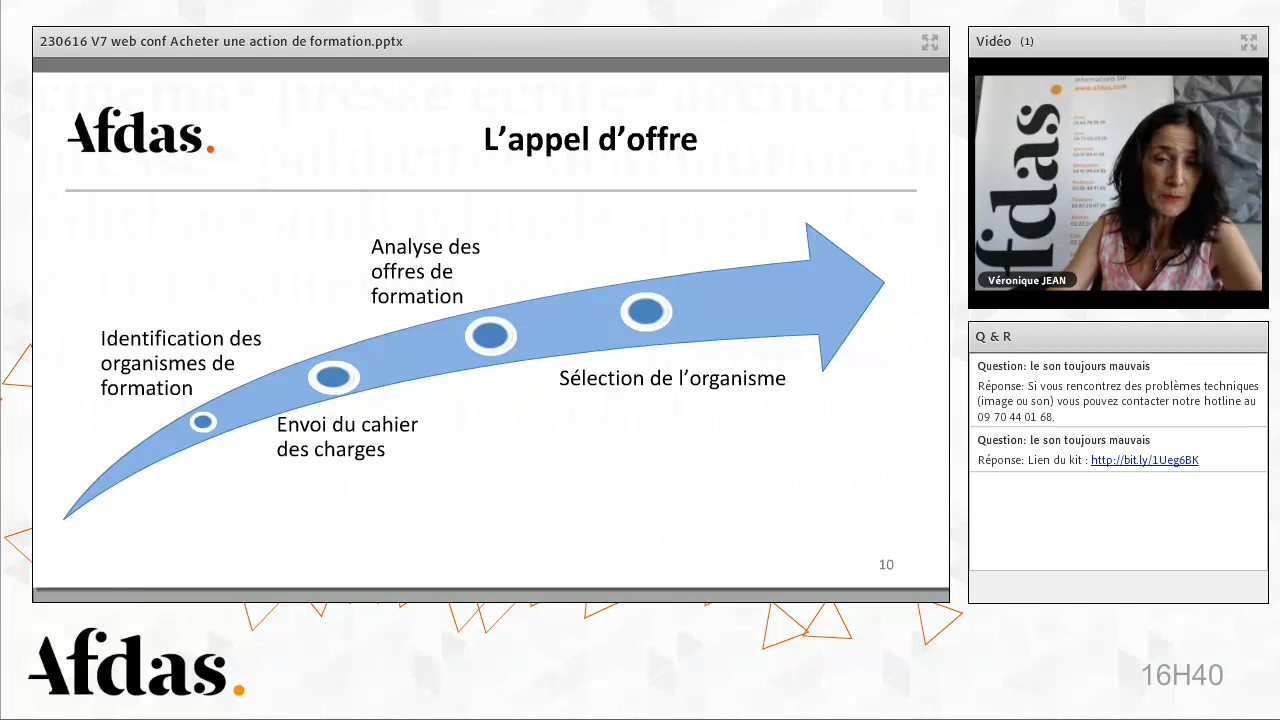 230616 V7 web conf Acheter une action de formation.pptx
Afdas.
L'appel d'offre
Analyse des
offres de
formation
Identification des
organismes de
formation
Envoi du cahier
des charges
Sélection de l'organisme
10
Vidéo (1)
www.afdas.com
fdas
Véronique JEAN
Q & R
Question: le son toujours mauvais
Réponse: Si vous rencontrez des problèmes techniques
(image ou son) vous pouvez contacter notre hotline au
09 70 44 01 68.
Question: le son toujours mauvais
Réponse: Lien du kit : http://bit.ly/1Ueg6BK
Afdas.
16H40